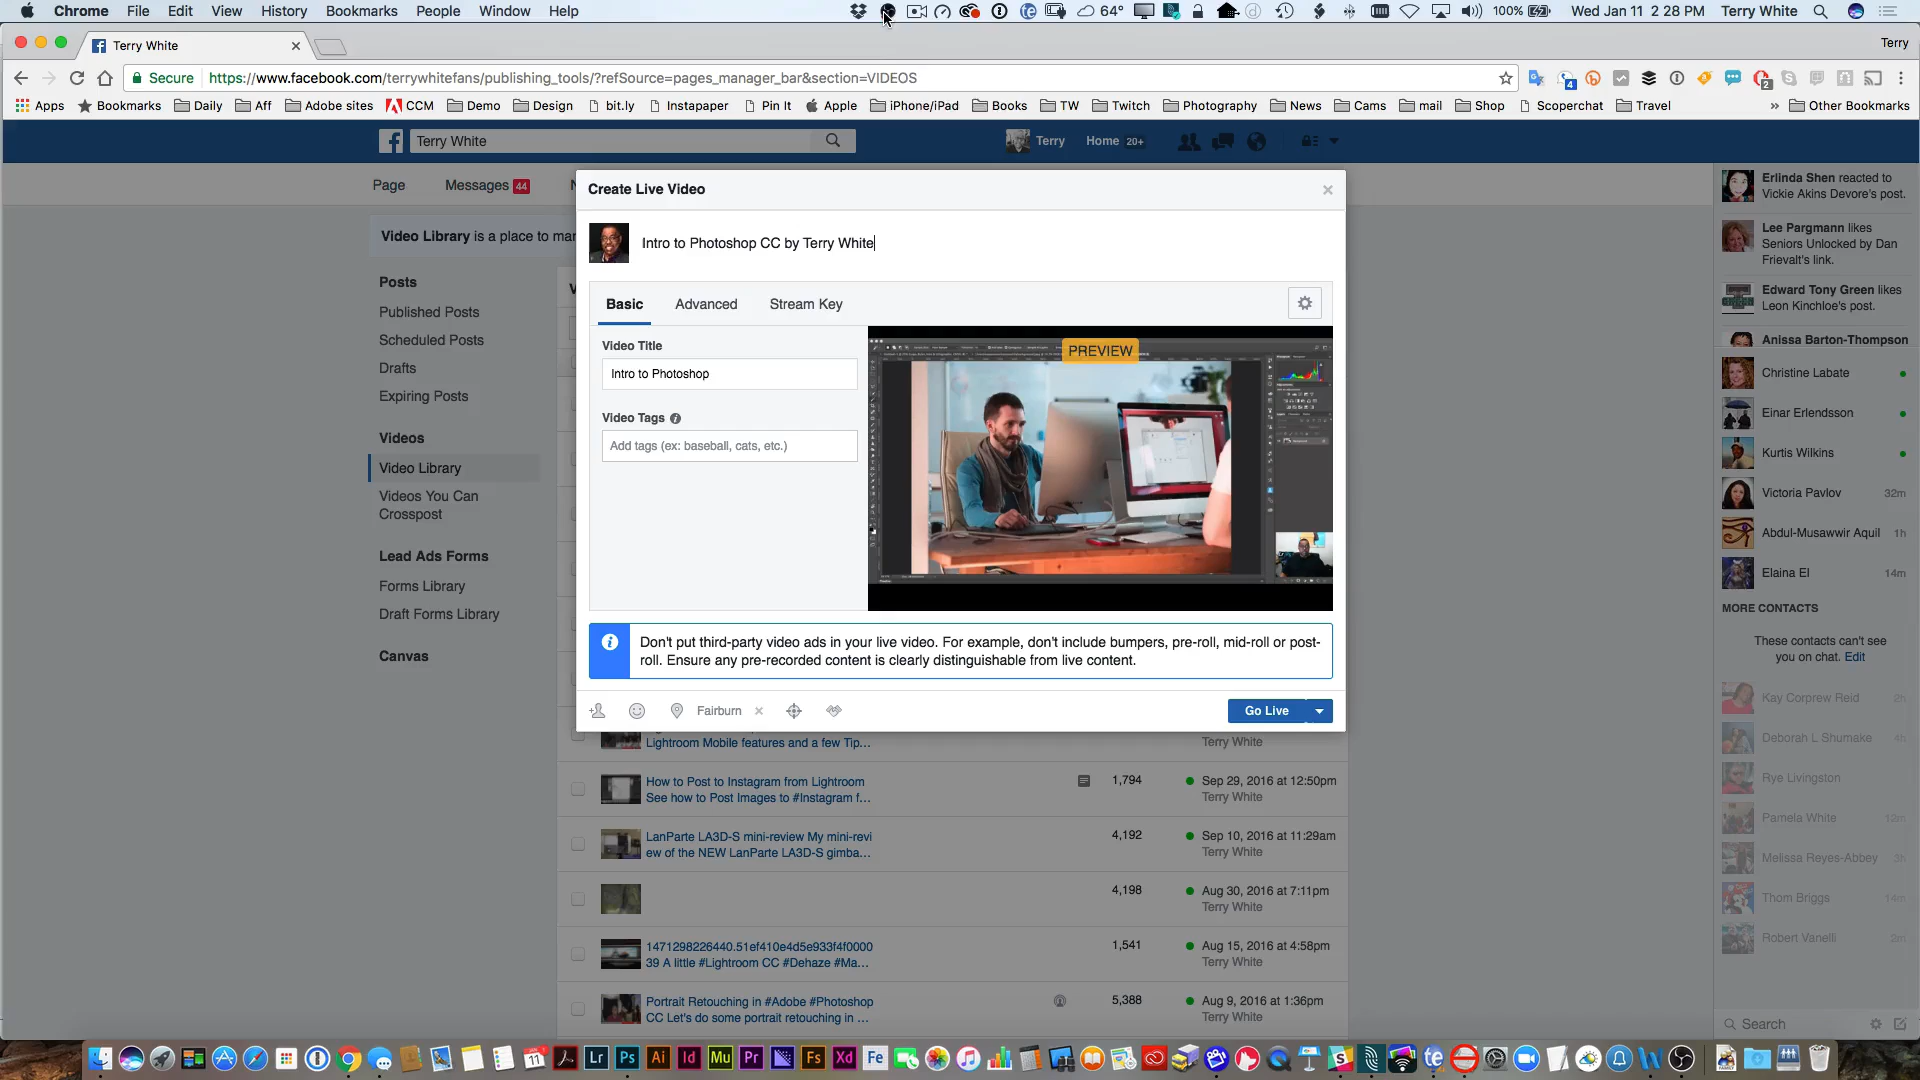 Chrome File Edit View History Bookmarks People Window Help 64° 100% Wed Jan 11 2 28 PM Terry White
Terry White
Terry
Secure https://www.facebook.com/terrywhitefans/publishing_tools/?refSource=pages_manager_bar&section=VIDEOS
Apps Bookmarks Daily Aff Adobe sites CCM Demo Design bit.ly Instapaper Pin It Apple iPhone/iPad Books TW Twitch Photography News Cams mail Shop Scoperchat Travel » Other Bookmarks
Terry White
Terry Home 20+
Page Messages 44
Video Library is a place to
Posts
Published Posts
Scheduled Posts
Drafts
Expiring Posts
Videos
Video Library
Videos You Can
Crosspost
Lead Ads Forms
Forms Library
Draft Forms Library
Canvas
Create Live Video
Intro to Photoshop CC by Terry White
Basic Advanced Stream Key
Video Title
Intro to Photoshop
Video Tags
Add tags (ex: baseball, cats, etc.)
PREVIEW
Don't put third-party video ads in your live video. For example, don't include bumpers, pre-roll, mid-roll or post-
roll. Ensure any pre-recorded content is clearly distinguishable from live content.
Fairburn
Go Live
Lightroom Mobile features and a few Tip...
Terry White
How to Post to Instagram from Lightroom 1,794 Sep 29, 2016 at 12:50pm
See how to Post Images to #Instagram f... Terry White
LanParte LA3D-S mini-review My mini-revi 4,192 Sep 10, 2016 at 11:29am
ew of the NEW LanParte LA3D-S gimba... Terry White
4,198 Aug 30, 2016 at 7:11pm
Terry White
1471298226440.51ef410e4d5e933f4f0000 1,541 Aug 15, 2016 at 4:58pm
39 A little #Lightroom CC #Dehaze #Ma... Terry White
Portrait Retouching in #Adobe #Photoshop 5,388 Aug 9, 2016 at 1:36pm
CC Let's do some portrait retouching in ... Terry White
Erlinda Shen reacted to
Vickie Akins Devore's post.
Lee Pargmann likes
Seniors Unlocked by Dan
Frievalt's link.
Edward Tony Green likes
Leon Kinchloe's post.
Anissa Barton-Thompson
Christine Labate
Einar Erlendsson
Kurtis Wilkins
Victoria Pavlov 32m
Abdul-Musawwir Aquil 1h
Elaina El 14m
MORE CONTACTS
These contacts can't see
you on chat. Edit
Kay Corprew Reid 2h
Deborah L Shumake 4h
Rye Livingston
Pamela White 12m
Melissa Reyes-Abbey 3h
Thom Briggs 14m
Robert Vanelli 2m
Search
Lr Ps Ai Id Mu Pr Fs Xd Fe